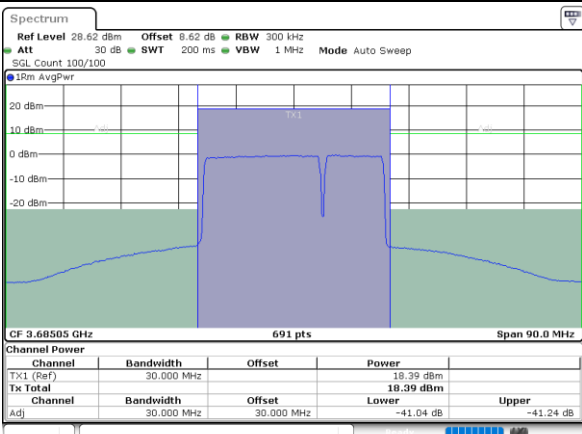 Spectrum
Ref Level 28.62 dBm Offset 8.62 dB RBW 300 kHz
Att 30 dB SWT 200 ms VBW 1 MHz Mode Auto Sweep
SGL Count 100/100
1Rm AvgPwr
20 dBm
TX1
10 dBm Adj Adj
0 dBm
-10 dBm
-20 dBm
CF 3.68505 GHz 691 pts Span 90.0 MHz
Channel Power
Channel Bandwidth Offset Power
TX1 (Ref) 30.000 MHz 18.39 dBm
Tx Total 18.39 dBm
Channel Bandwidth Offset Lower Upper
Adj 30.000 MHz 30.000 MHz -41.04 dB -41.24 dB